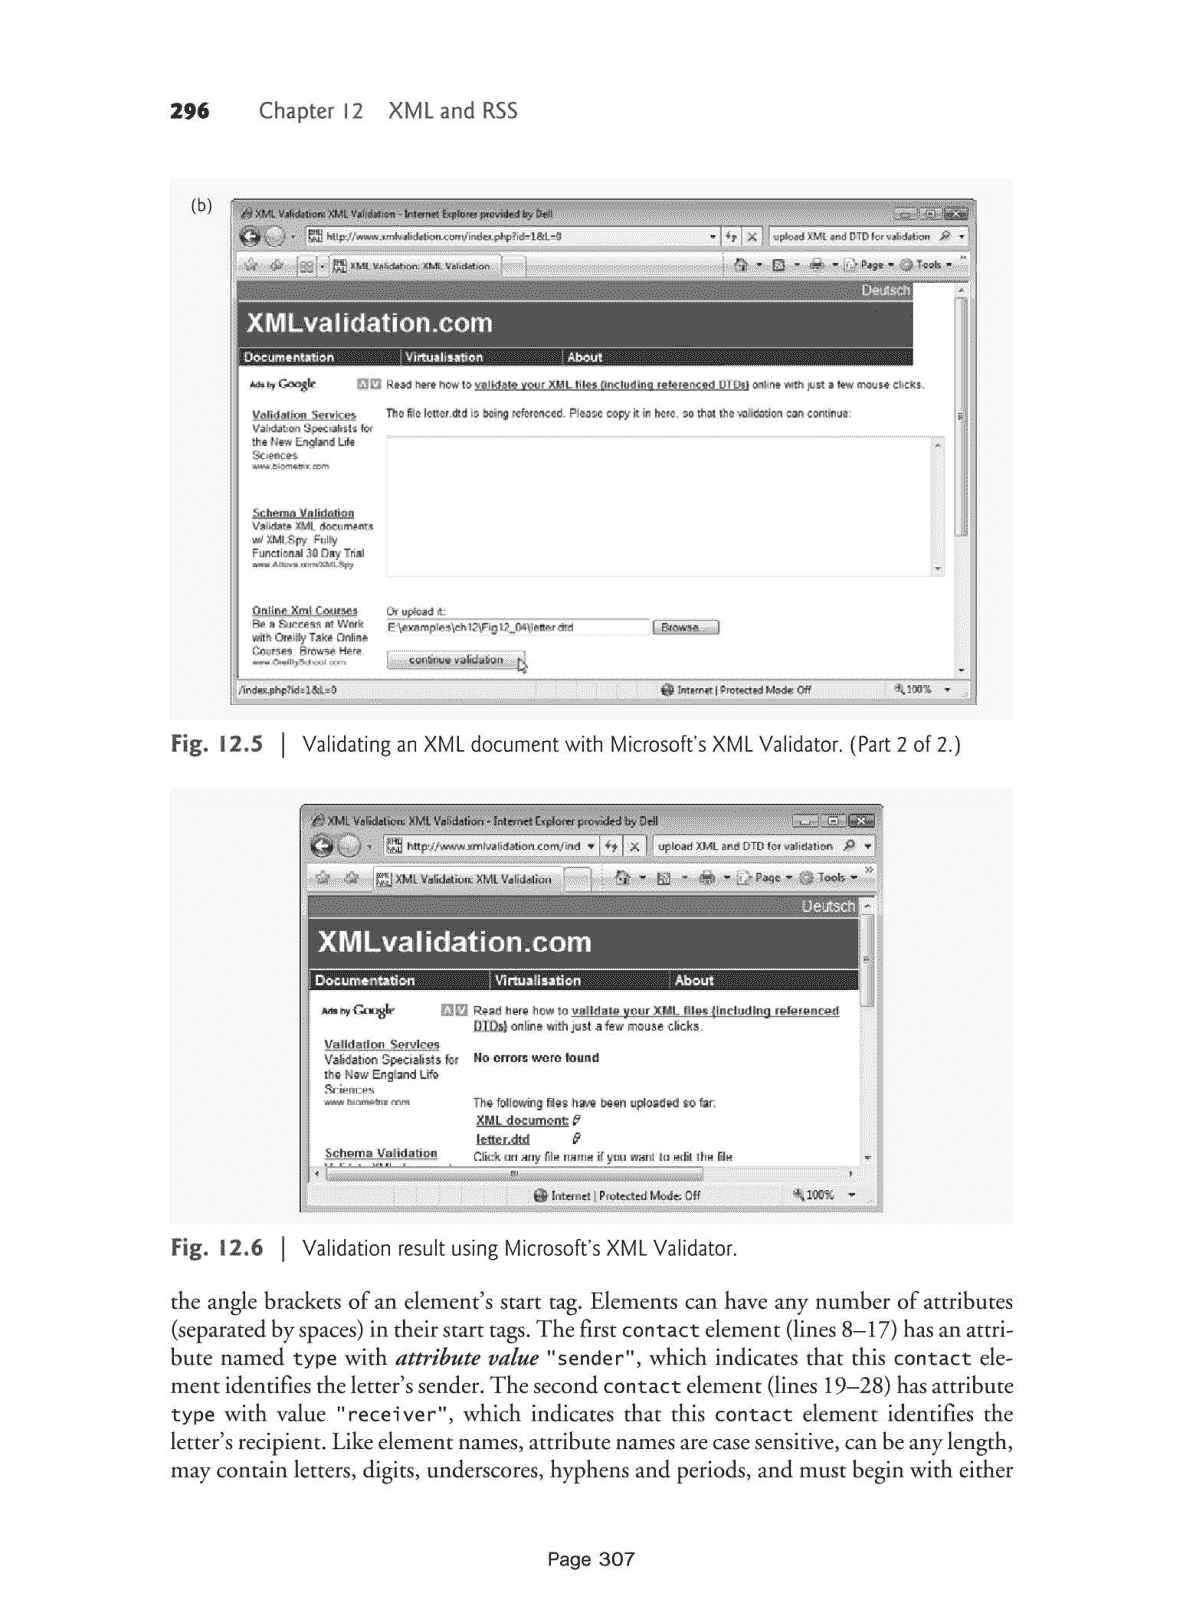 296 Chapter 12 XML and RSS
(b)
XML Validation: XML Validation - Internet Explorer provided by Dell
http://www.xmlvalidation.com/index.php?id=1&L=0
upload XML and DTD for validation
XML Validation: XML Validation
Page Tools
Deutsch
XMLvalidation.com
Documentation Virtualisation About
Ads by Google
Read here how to validate your XML files (including referenced DTDs) online with just a few mouse clicks.
Validation Services
Validation Specialists for
the New England Life
Sciences
www.biometrix.com
The file letter.dtd is being referenced. Please copy it in here, so that the validation can continue:
Schema Validation
Validate XML documents
w/ XMLSpy. Fully
Functional 30 Day Trial
www.Altova.com/XMLSpy
Online Xml Courses
Be a Success at Work
with Oreilly Take Online
Courses. Browse Here.
www.OreillySchool.com
Or upload it:
E:\examples\ch12\Fig12_04\letter.dtd Browse...
continue validation
/index.php?id=1&L=0 Internet | Protected Mode: Off 100%
Fig. 12.5 | Validating an XML document with Microsoft's XML Validator. (Part 2 of 2.)
XML Validation: XML Validation - Internet Explorer provided by Dell
http://www.xmlvalidation.com/ind
upload XML and DTD for validation
XML Validation: XML Validation
Page Tools
Deutsch
XMLvalidation.com
Documentation Virtualisation About
Ads by Google
Read here how to validate your XML files (including referenced
DTDs) online with just a few mouse clicks.
Validation Services
Validation Specialists for
the New England Life
Sciences
www.biometrix.com
No errors were found
The following files have been uploaded so far:
XML document:
letter.dtd
Click on any file name if you want to edit the file
Schema Validation
Internet | Protected Mode: Off 100%
Fig. 12.6 | Validation result using Microsoft's XML Validator.
the angle brackets of an element's start tag. Elements can have any number of attributes
(separated by spaces) in their start tags. The first contact element (lines 8–17) has an attri-
bute named type with attribute value "sender", which indicates that this contact ele-
ment identifies the letter's sender. The second contact element (lines 19–28) has attribute
type with value "receiver", which indicates that this contact element identifies the
letter's recipient. Like element names, attribute names are case sensitive, can be any length,
may contain letters, digits, underscores, hyphens and periods, and must begin with either
Page 307